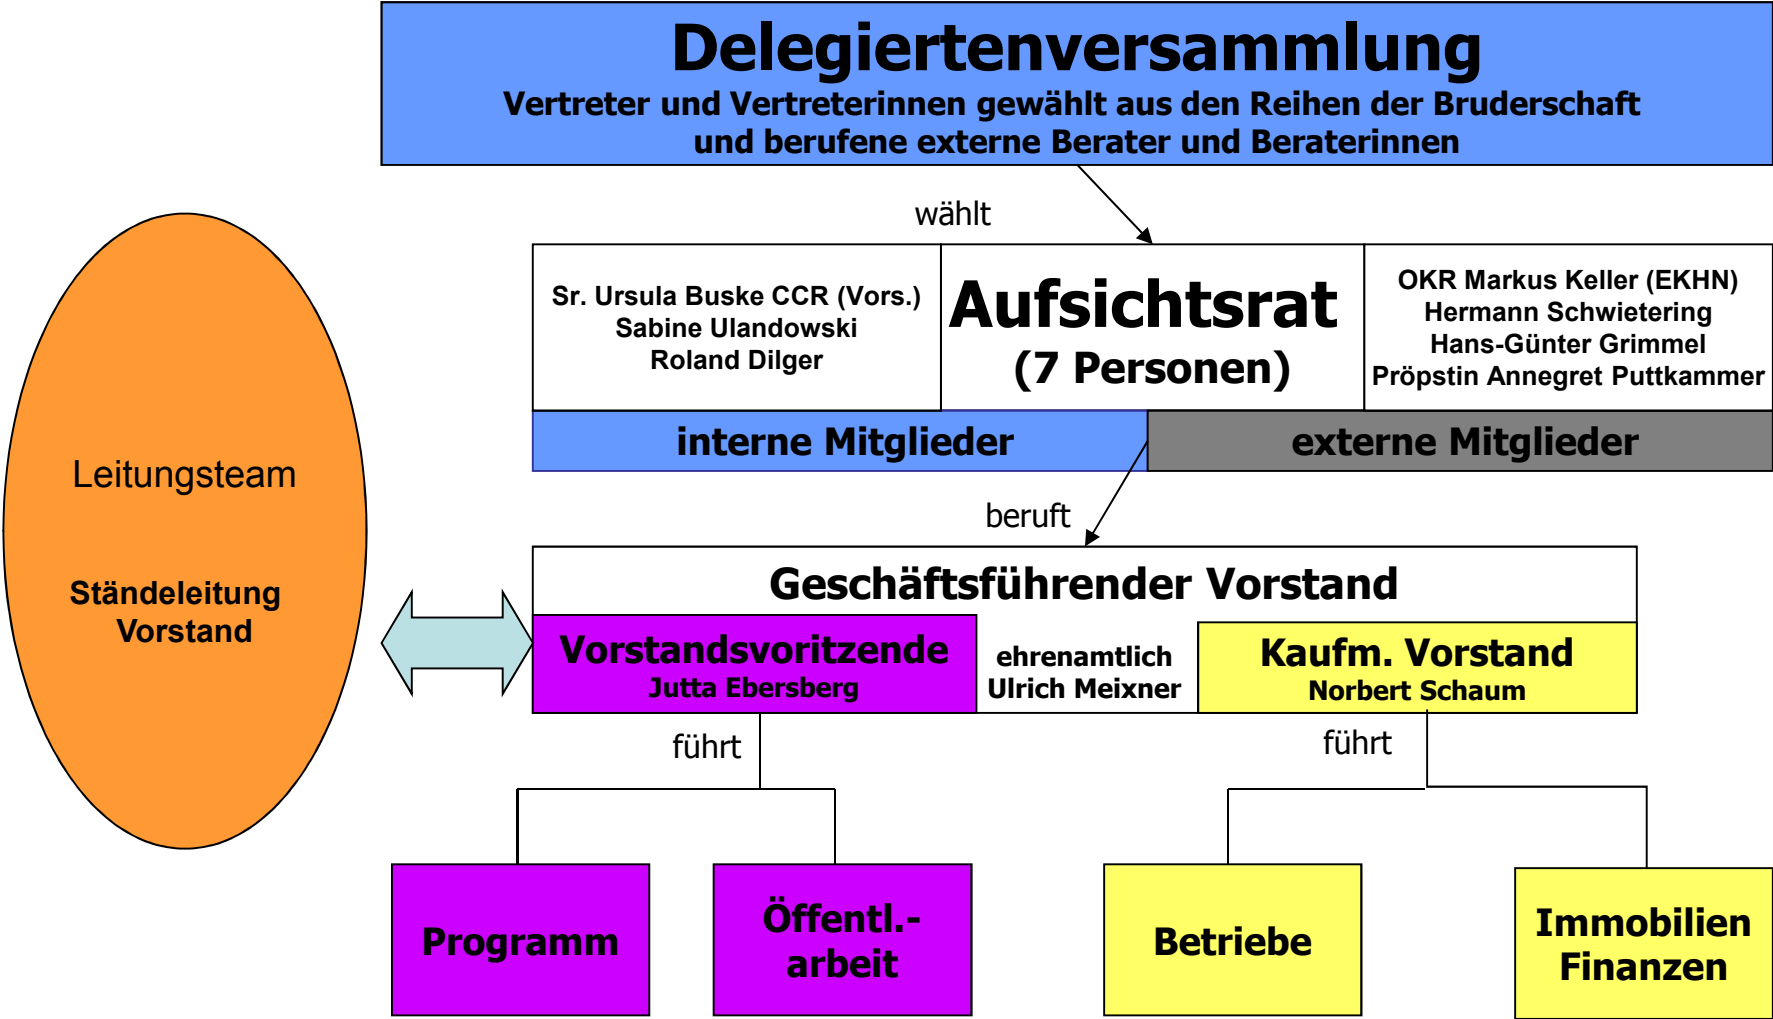 Delegiertenversammlung
Vertreter und Vertreterinnen gewählt aus den Reihen der Bruderschaft
und berufene externe Berater und Beraterinnen
wählt
Sr. Ursula Buske CCR (Vors.)
Sabine Ulandowski
Roland Dilger
Aufsichtsrat
(7 Personen)
OKR Markus Keller (EKHN)
Hermann Schwietering
Hans-Günter Grimmel
Pröpstin Annegret Puttkammer
interne Mitglieder
externe Mitglieder
Leitungsteam
Ständeleitung
Vorstand
beruft
Geschäftsführender Vorstand
Vorstandsvoritzende
Jutta Ebersberg
ehrenamtlich
Ulrich Meixner
Kaufm. Vorstand
Norbert Schaum
führt
führt
Programm
Öffentl.-
arbeit
Betriebe
Immobilien
Finanzen